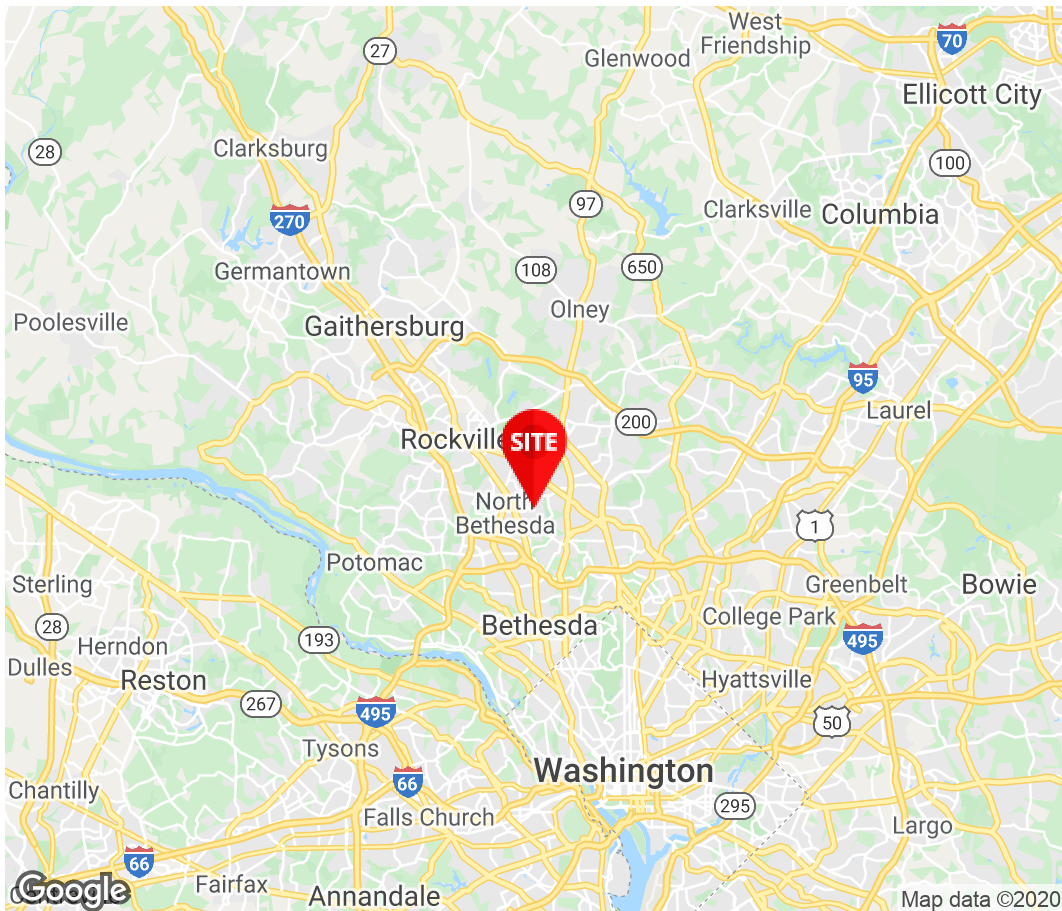 West
Friendship
27
70
Glenwood
Ellicott City
28
Clarksburg
100
97
Clarksville
Columbia
270
Germantown
108
650
Olney
Poolesville
Gaithersburg
95
Laurel
200
Rockville
SITE
North
Bethesda
1
Potomac
Sterling
Greenbelt
Bowie
28
Bethesda
College Park
193
495
Herndon
Dulles
Reston
Hyattsville
267
495
50
Tysons
Washington
66
Chantilly
295
Falls Church
Largo
66
Fairfax
Google
Annandale
Map data ©2020